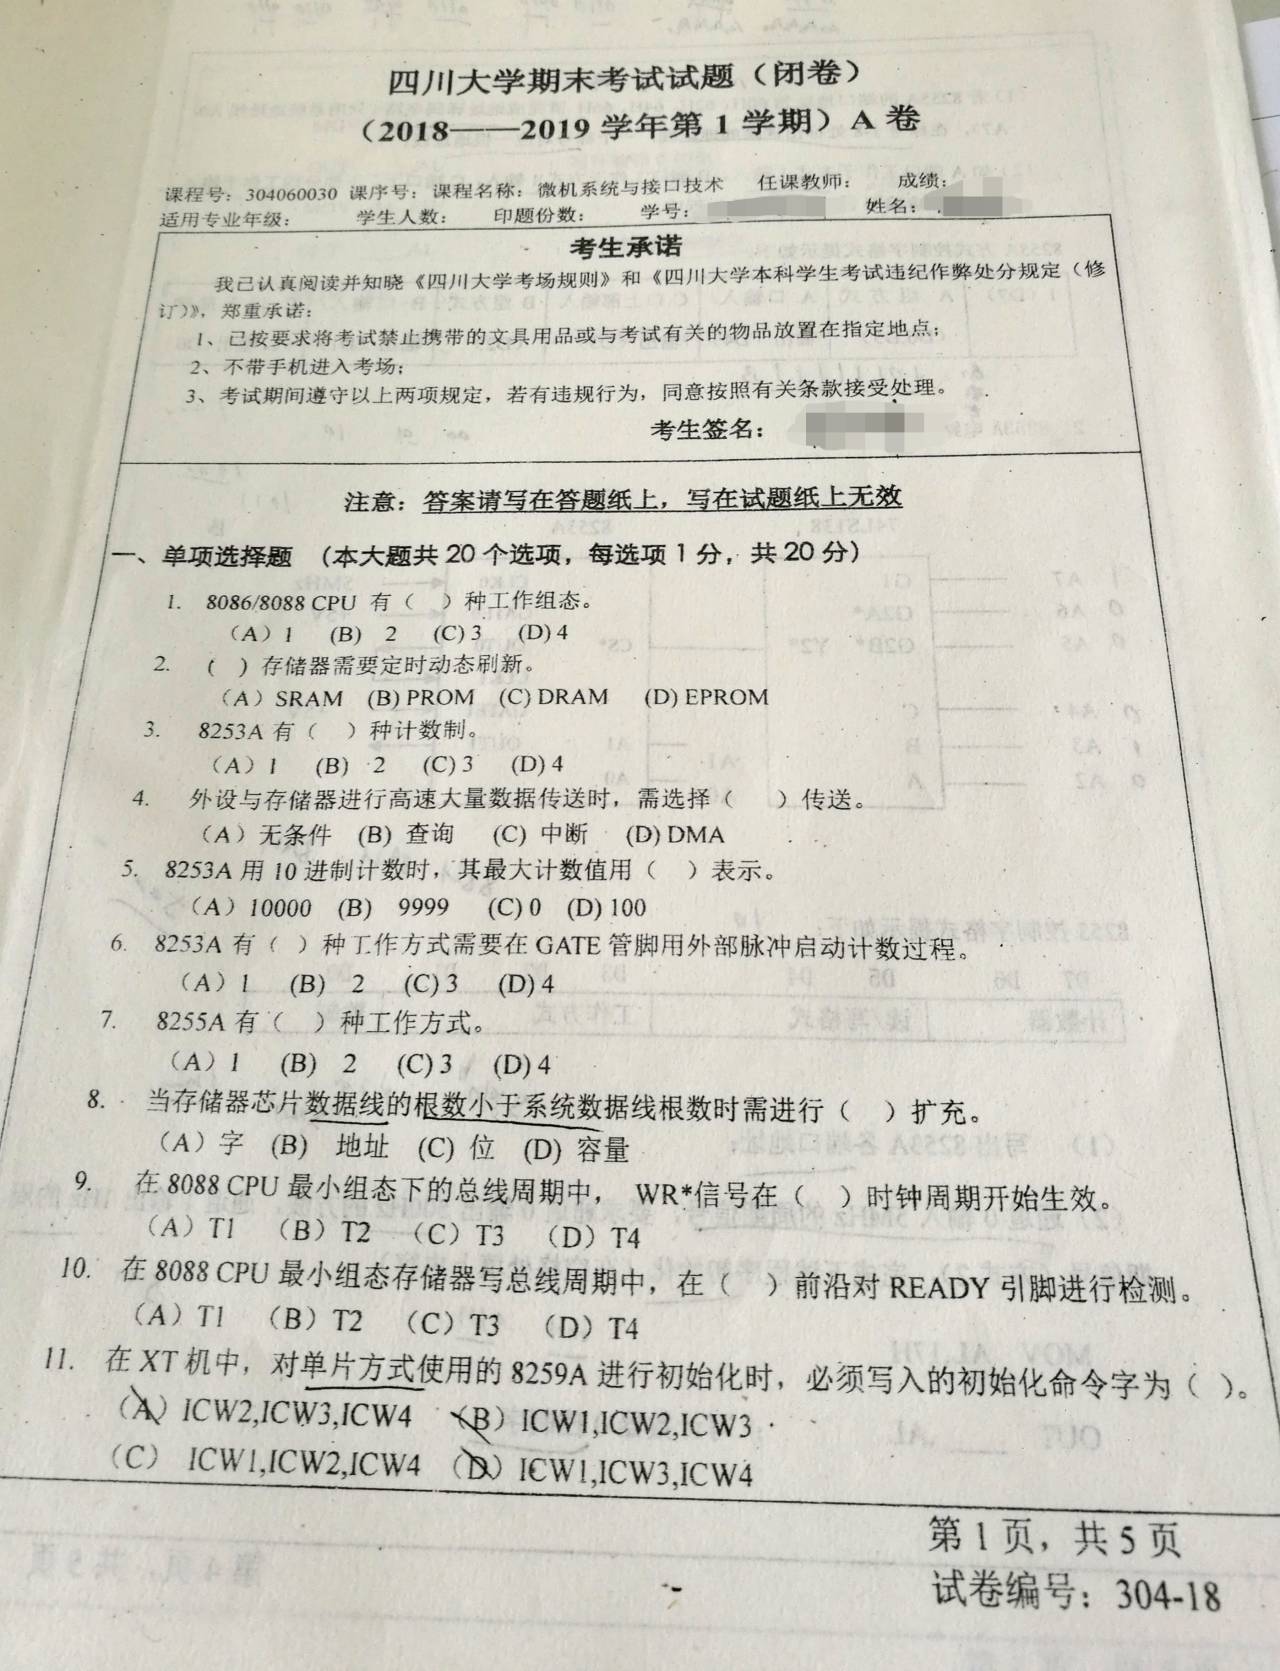 四川大学期末考试试题（闭卷）
（2018——2019 学年第 1 学期）A 卷
课程号：304060030 课序号：课程名称：微机系统与接口技术 任课教师： 成绩：
适用专业年级： 学生人数： 印题份数： 学号： 姓名：
考生承诺
我已认真阅读并知晓《四川大学考场规则》和《四川大学本科学生考试违纪作弊处分规定（修
订）》，郑重承诺：
1、已按要求将考试禁止携带的文具用品或与考试有关的物品放置在指定地点；
2、不带手机进入考场；
3、考试期间遵守以上两项规定，若有违规行为，同意按照有关条款接受处理。
考生签名：
注意：答案请写在答题纸上，写在试题纸上无效
一、单项选择题 （本大题共 20 个选项，每选项 1 分，共 20 分）
1. 8086/8088 CPU 有（ ）种工作组态。
（A）1 (B) 2 (C) 3 (D) 4
2. （ ）存储器需要定时动态刷新。
（A）SRAM (B) PROM (C) DRAM (D) EPROM
3. 8253A 有（ ）种计数制。
（A）1 (B) 2 (C) 3 (D) 4
4. 外设与存储器进行高速大量数据传送时，需选择（ ）传送。
（A）无条件 (B) 查询 (C) 中断 (D) DMA
5. 8253A 用 10 进制计数时，其最大计数值用（ ）表示。
（A）10000 (B) 9999 (C) 0 (D) 100
6. 8253A 有（ ）种工作方式需要在 GATE 管脚用外部脉冲启动计数过程。
（A）1 (B) 2 (C) 3 (D) 4
7. 8255A 有（ ）种工作方式。
（A）1 (B) 2 (C) 3 (D) 4
8. 当存储器芯片数据线的根数小于系统数据线根数时需进行（ ）扩充。
（A）字 (B) 地址 (C) 位 (D) 容量
9. 在 8088 CPU 最小组态下的总线周期中， WR*信号在（ ）时钟周期开始生效。
（A）T1 （B）T2 （C）T3 （D）T4
10. 在 8088 CPU 最小组态存储器写总线周期中，在（ ）前沿对 READY 引脚进行检测。
（A）T1 （B）T2 （C）T3 （D）T4
11. 在 XT 机中，对单片方式使用的 8259A 进行初始化时，必须写入的初始化命令字为（ ）。
（A）ICW2,ICW3,ICW4 （B）ICW1,ICW2,ICW3
（C） ICW1,ICW2,ICW4 （D）ICW1,ICW3,ICW4
第 1 页，共 5 页
试卷编号：304-18